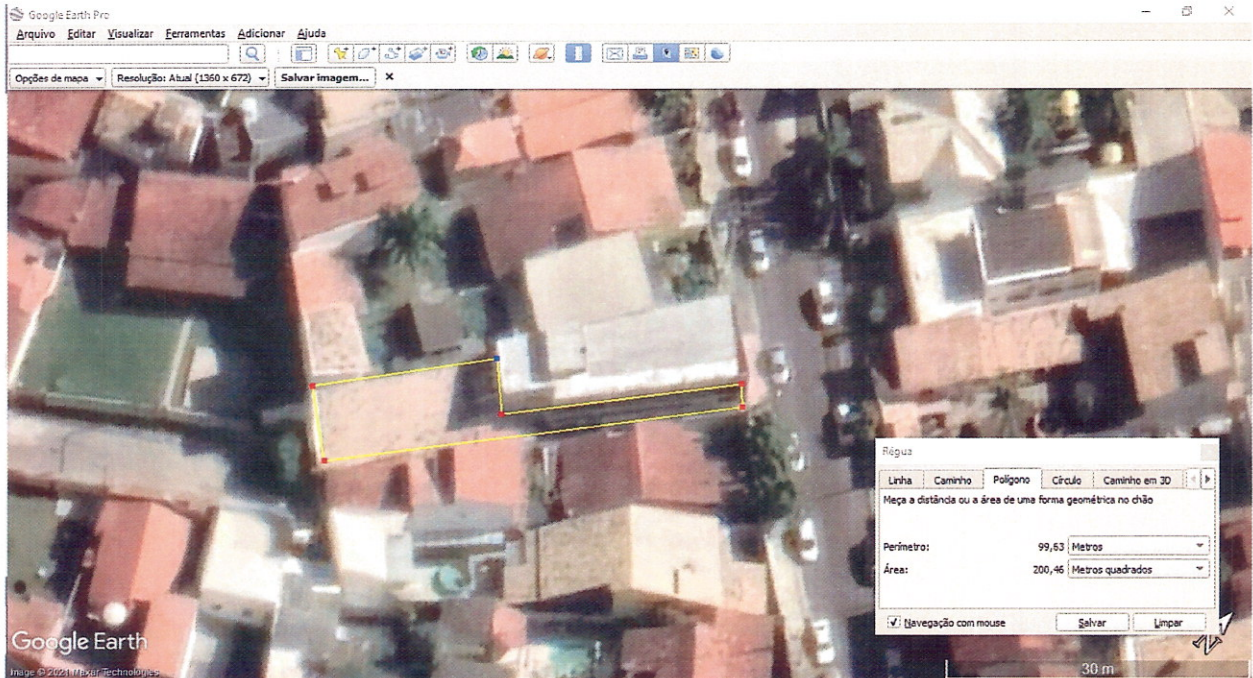 Google Earth Pro
Arquivo Editar Visualizar Ferramentas Adicionar Ajuda
Opções de mapa Resolução: Atual (1360 x 672) Salvar imagem...
Régua
Linha Caminho Polígono Círculo Caminho em 3D
Meça a distância ou a área de uma forma geométrica no chão
Perímetro: 99,63 Metros
Área: 200,46 Metros quadrados
Navegação com mouse Salvar Limpar
Google Earth
Image © 2021 Maxar Technologies
N
30 m